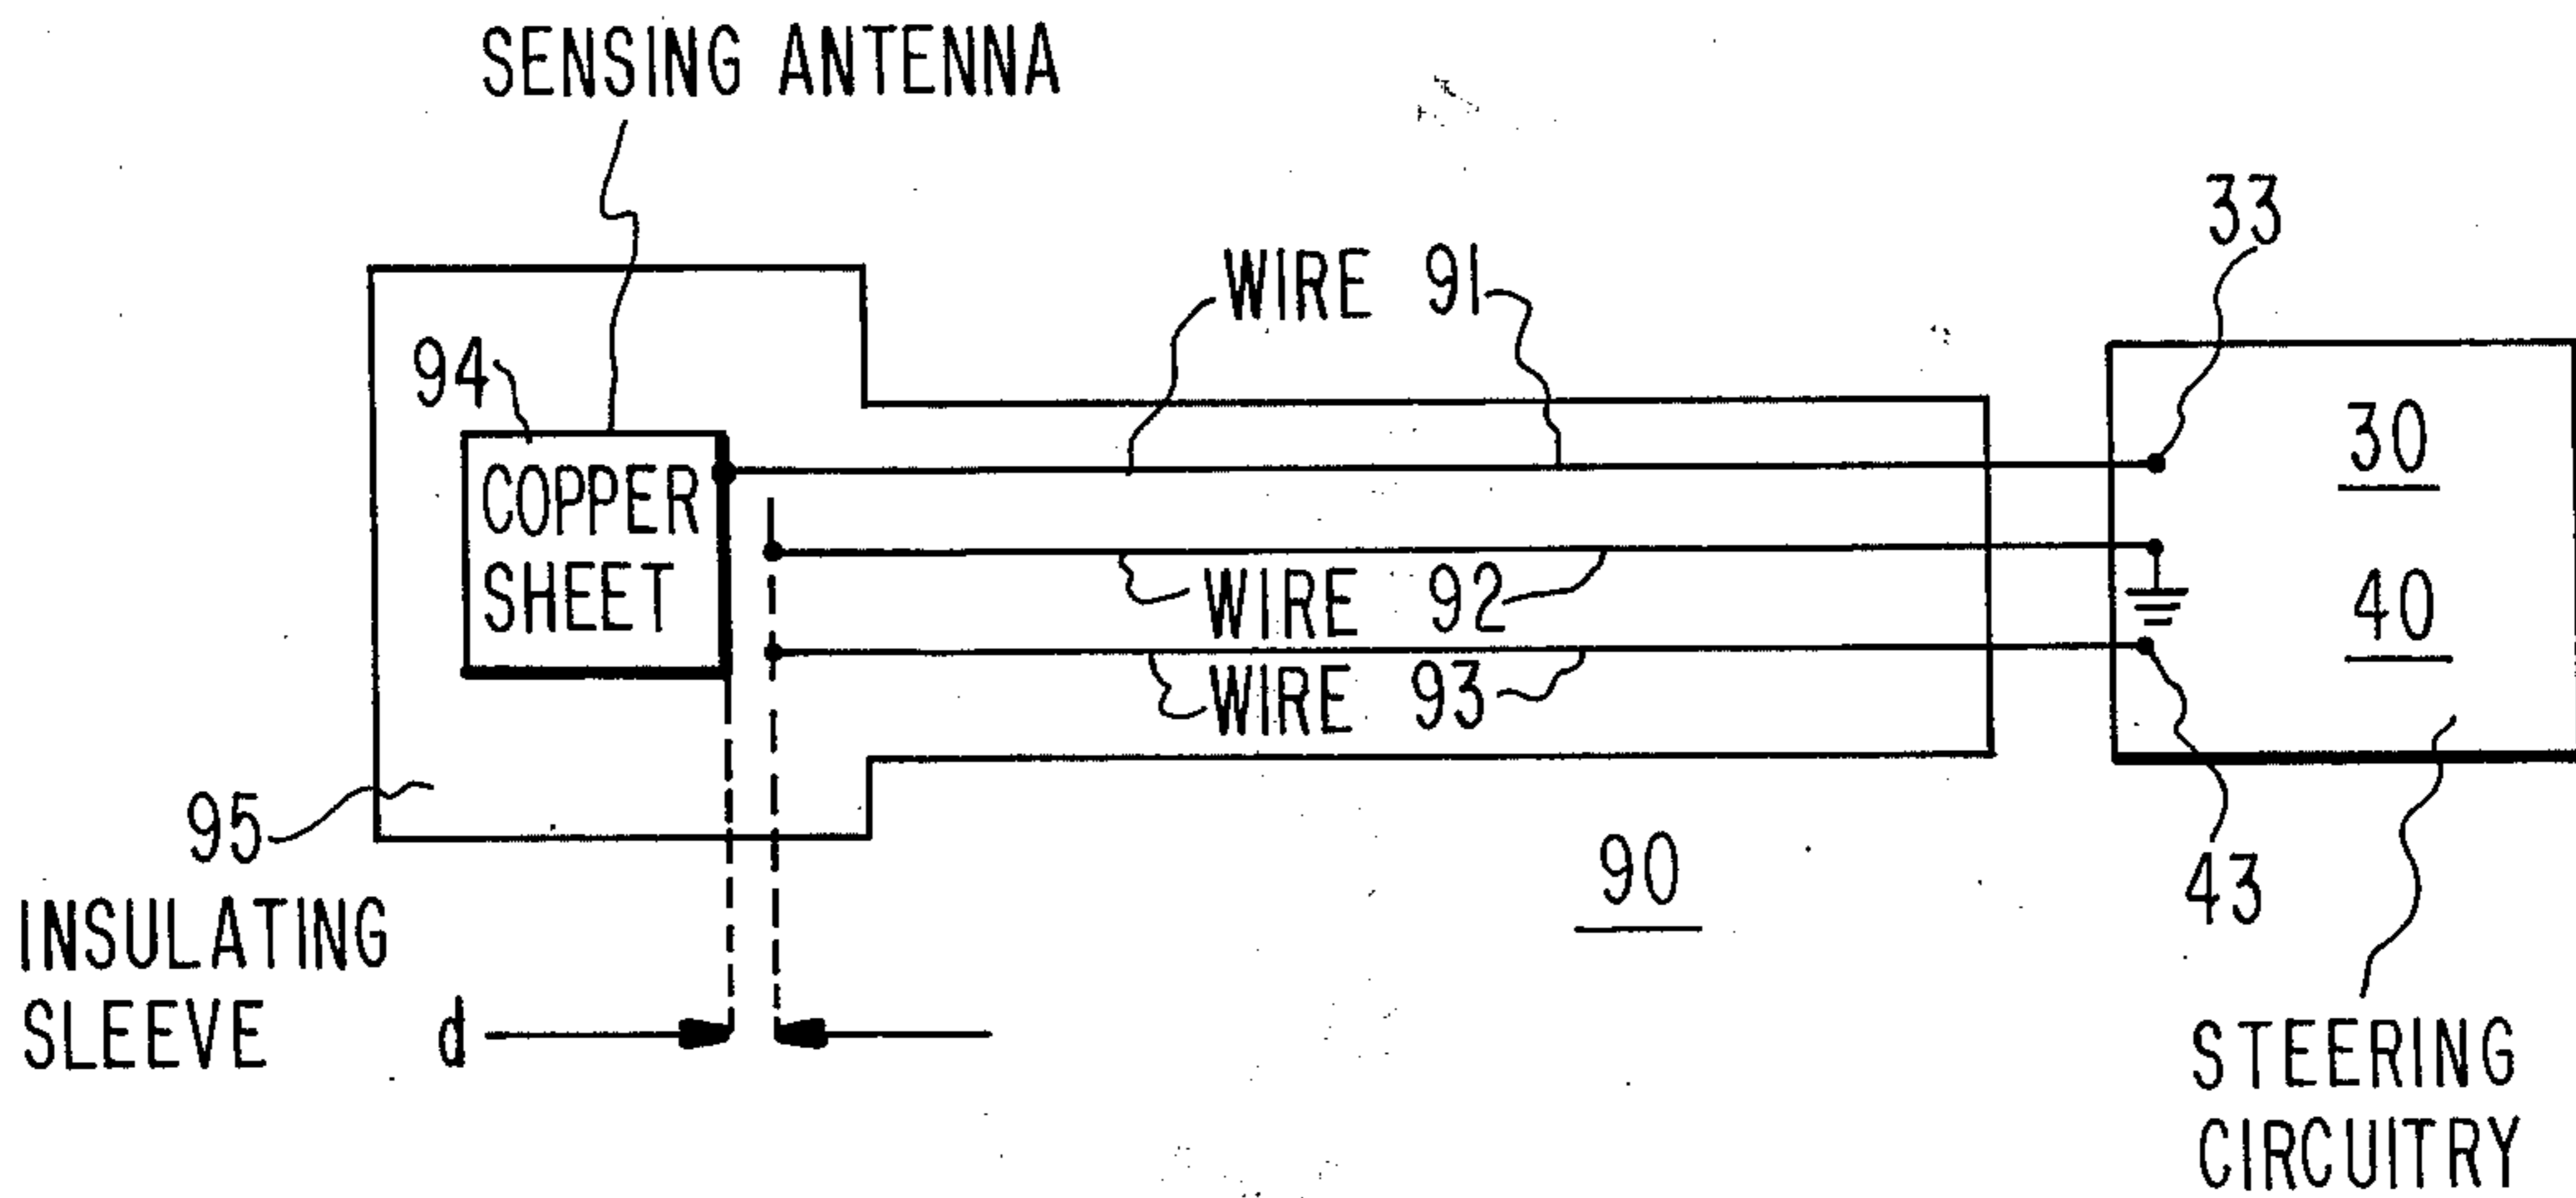 SENSING ANTENNA
33
WIRE 91
94
30
COPPER
SHEET
WIRE 92
40
WIRE 93
95
INSULATING
SLEEVE
90
43
d
STEERING
CIRCUITRY